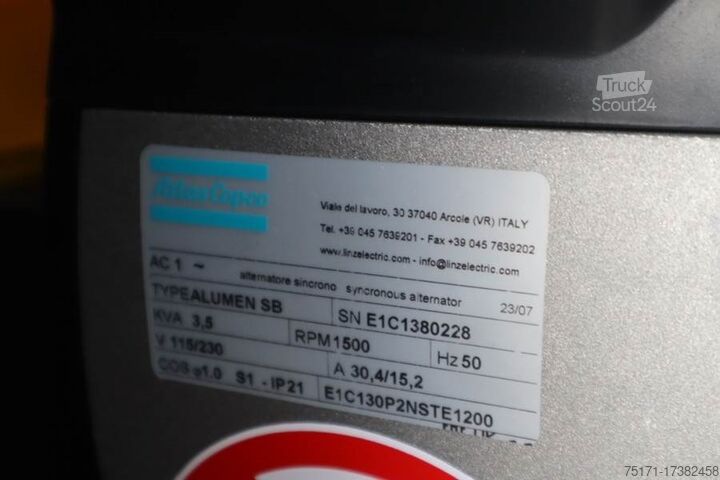 Truck
Scout24
Atlas Copco
Viale del lavoro, 30 37040 Arcole (VR) ITALY
Tel. +39 045 7639201 - Fax +39 045 7639202
www.linzelectric.com - info@linzelectric.com
AC 1 ~ alternatore sincrono syncronous alternator 23/07
TYPE ALUMEN SB SN E1C1380228
KVA 3,5 RPM 1500 Hz 50
V 115/230 A 30,4/15,2
COS φ1.0 S1 - IP21 E1C130P2NSTE1200
75171-17382458